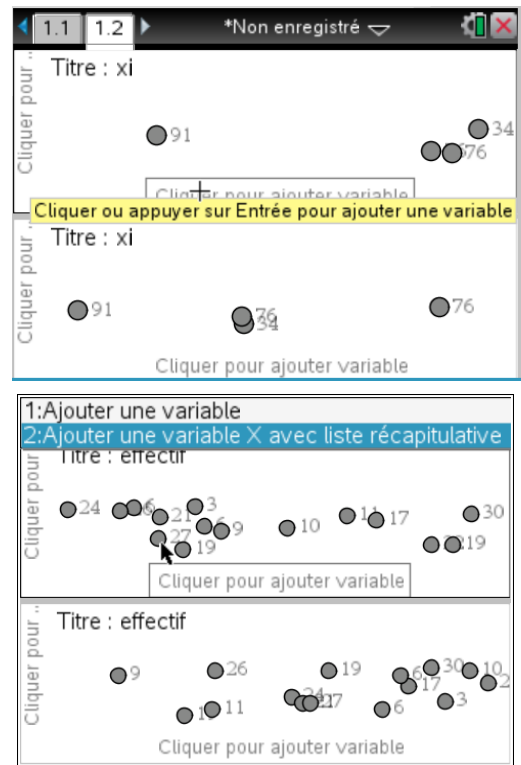 1.1 1.2 *Non enregistré
Titre : xi
Cliquer pour ..
91
34
76
Cliquer pour ajouter variable
Cliquer ou appuyer sur Entrée pour ajouter une variable
Titre : xi
Cliquer pour ..
91
76
34
76
Cliquer pour ajouter variable
1:Ajouter une variable
2:Ajouter une variable X avec liste récapitulative
Titre : effectif
Cliquer pour
24
6
21
3
6
9
27
19
10
11
17
30
19
Cliquer pour ajouter variable
Titre : effectif
Cliquer pour ..
9
26
11
19
6
17
6
30
10
3
Cliquer pour ajouter variable